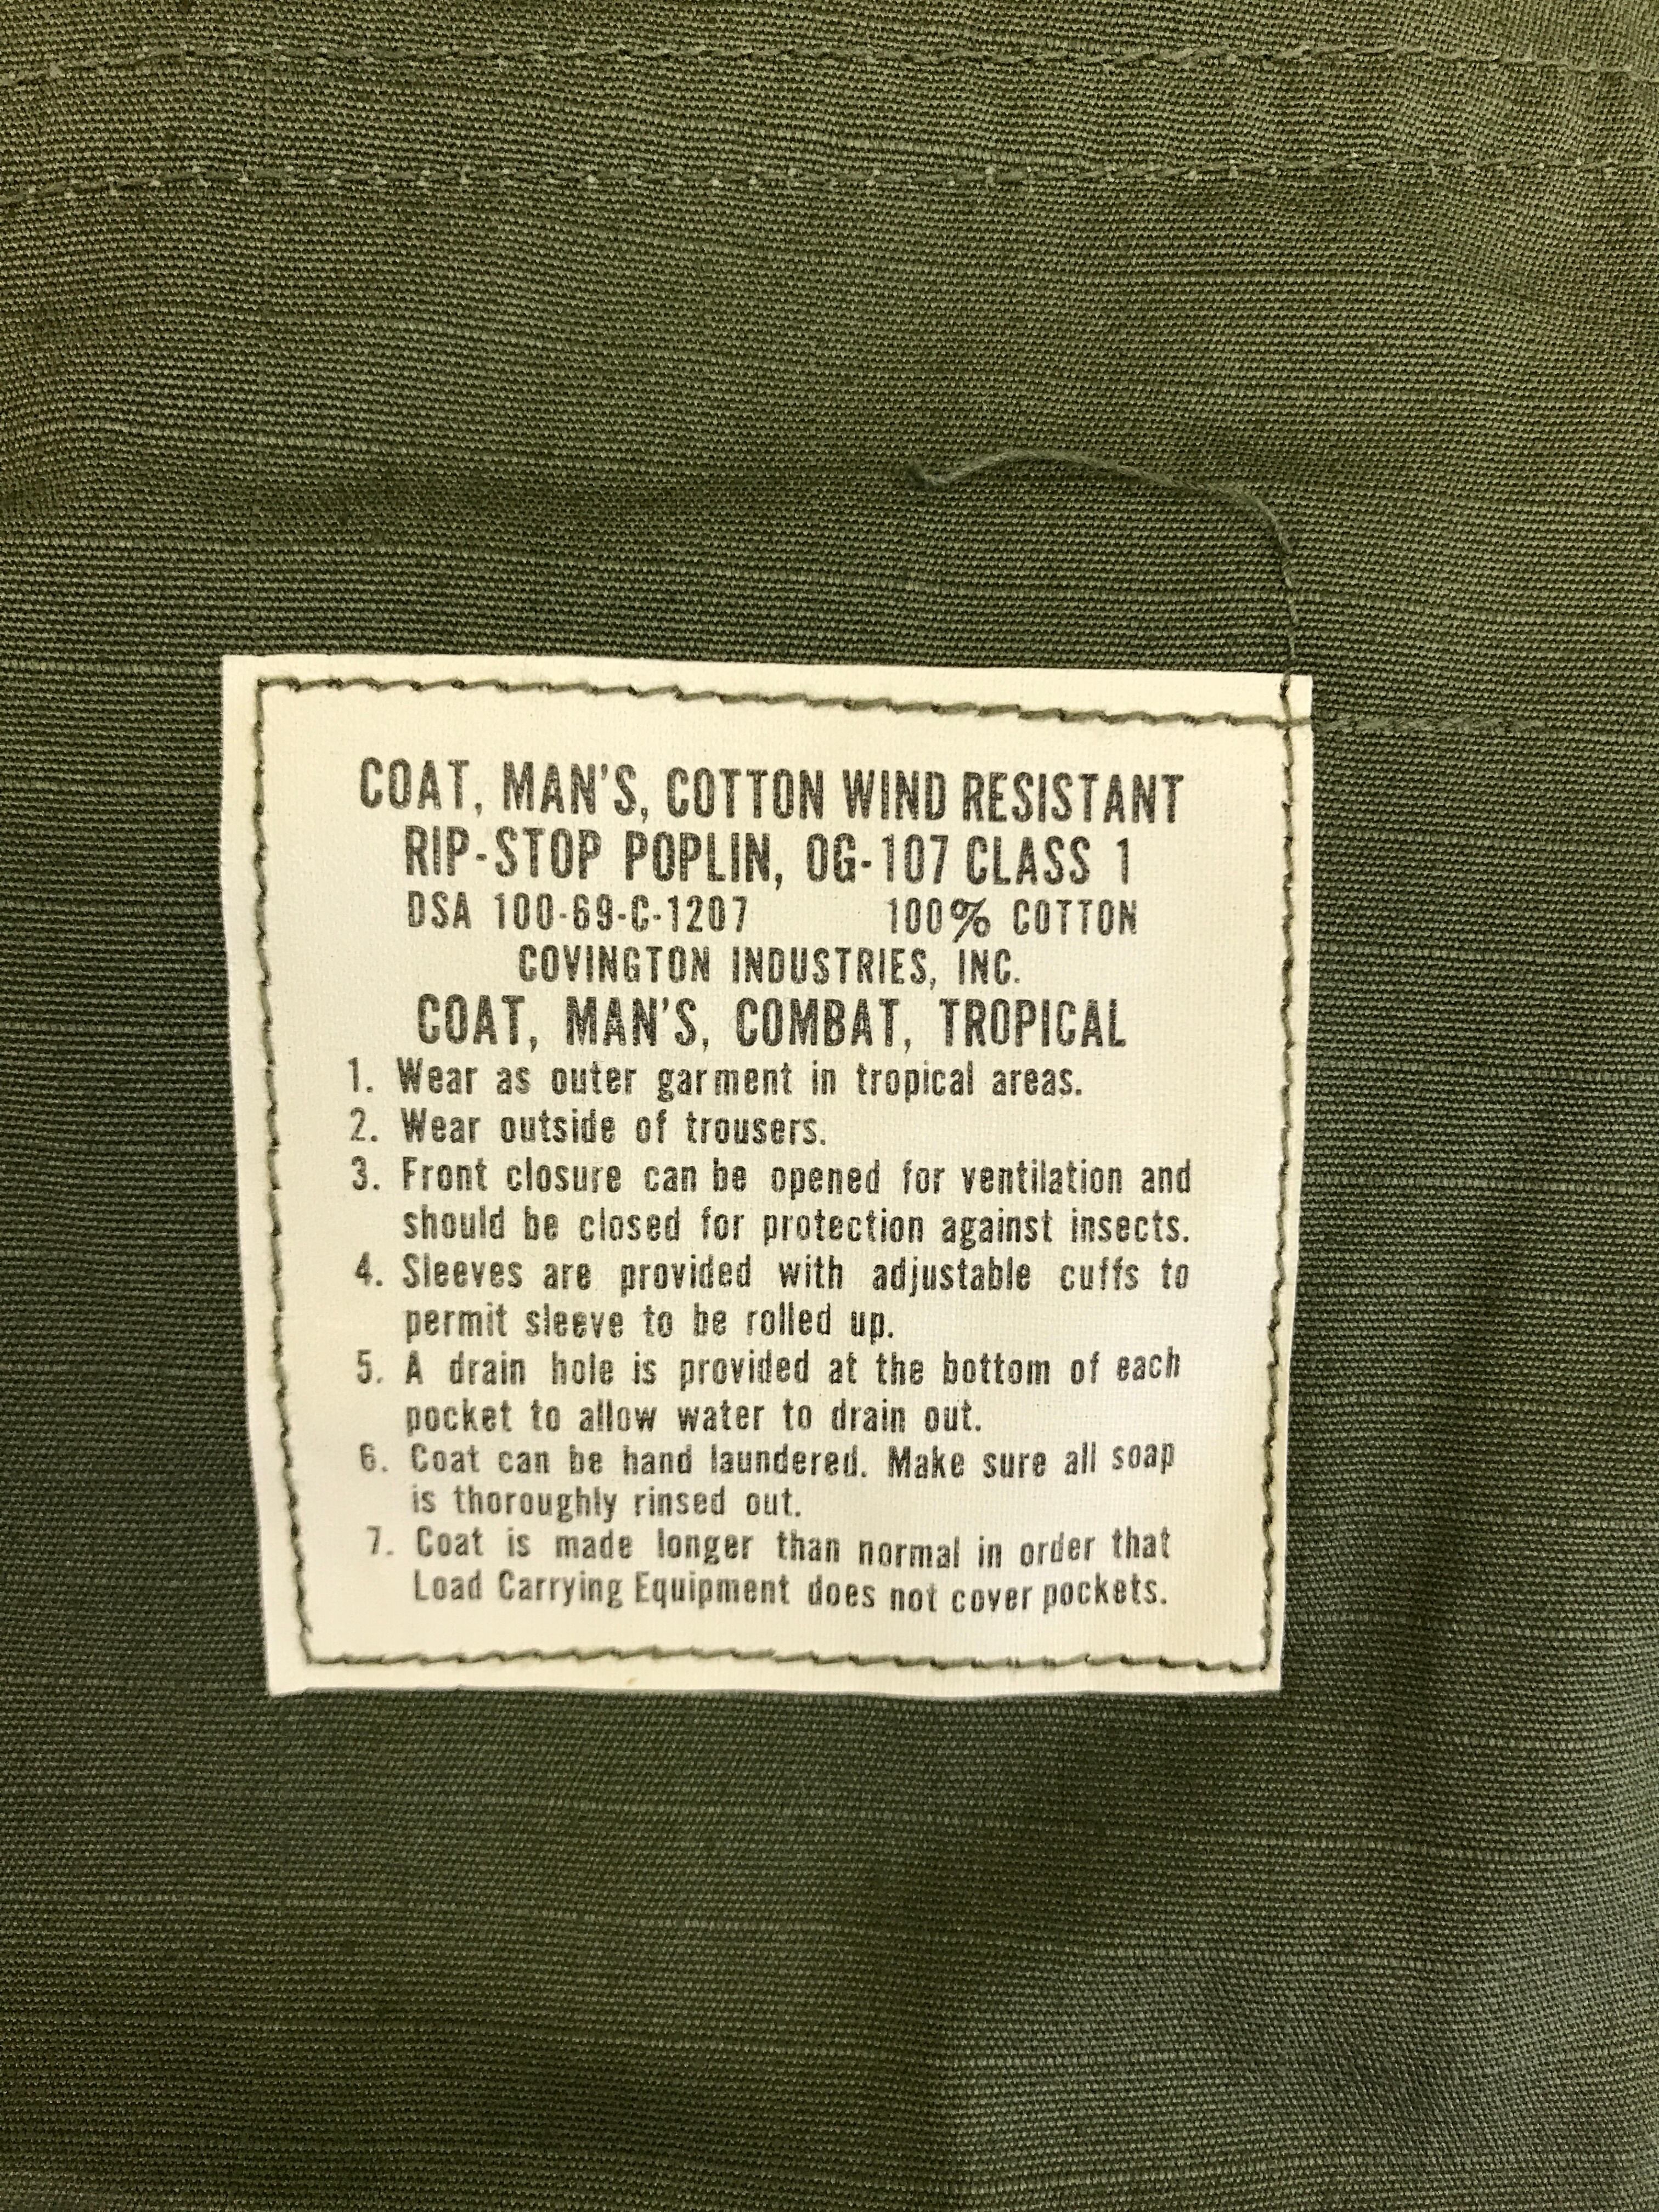 COAT, MAN'S, COTTON WIND RESISTANT
RIP-STOP POPLIN, OG-107 CLASS 1
DSA 100-69-C-1207 100% COTTON
COVINGTON INDUSTRIES, INC.
COAT, MAN'S, COMBAT, TROPICAL
1. Wear as outer garment in tropical areas.
2. Wear outside of trousers.
3. Front closure can be opened for ventilation and
should be closed for protection against insects.
4. Sleeves are provided with adjustable cuffs to
permit sleeve to be rolled up.
5. A drain hole is provided at the bottom of each
pocket to allow water to drain out.
6. Coat can be hand laundered. Make sure all soap
is thoroughly rinsed out.
7. Coat is made longer than normal in order that
Load Carrying Equipment does not cover pockets.